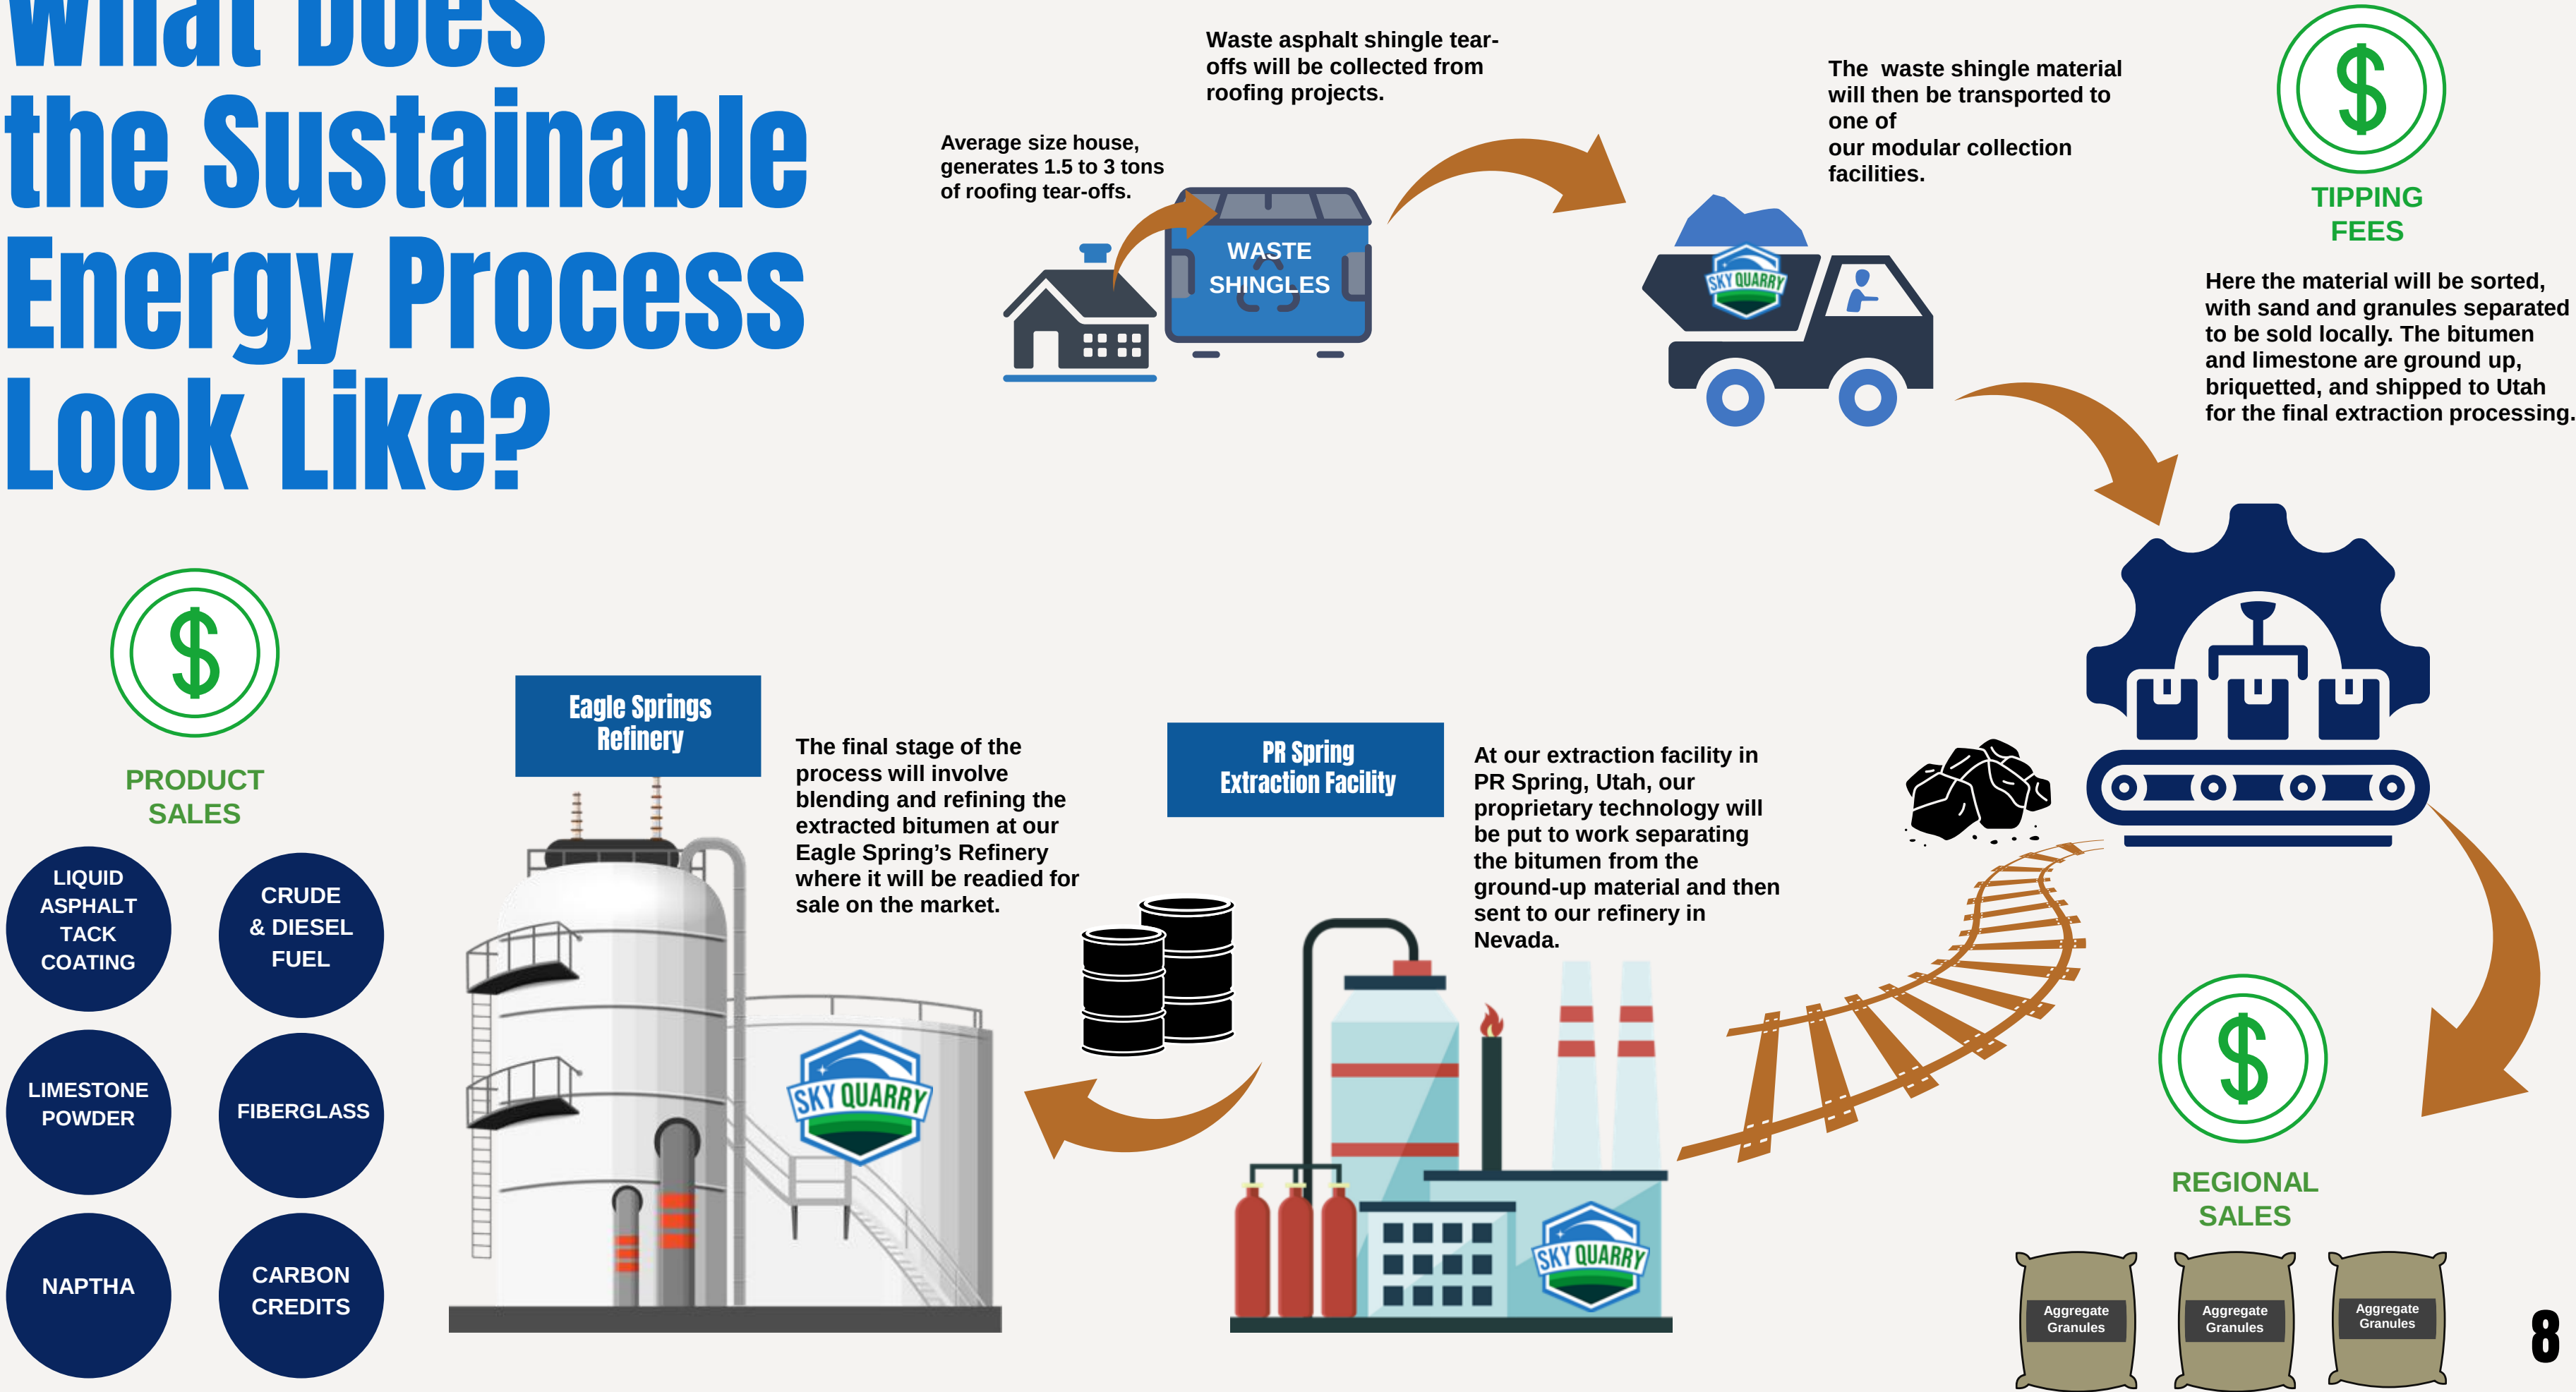 What Does
the Sustainable
Energy Process
Look Like?
Average size house,
generates 1.5 to 3 tons
of roofing tear-offs.
Waste asphalt shingle tear-
offs will be collected from
roofing projects.
WASTE
SHINGLES
The waste shingle material
will then be transported to
one of
our modular collection
facilities.
SKY QUARRY
$
TIPPING
FEES
Here the material will be sorted,
with sand and granules separated
to be sold locally. The bitumen
and limestone are ground up,
briquetted, and shipped to Utah
for the final extraction processing.
$
PRODUCT
SALES
LIQUID
ASPHALT
TACK
COATING
CRUDE
& DIESEL
FUEL
LIMESTONE
POWDER
FIBERGLASS
NAPTHA
CARBON
CREDITS
Eagle Springs
Refinery
The final stage of the
process will involve
blending and refining the
extracted bitumen at our
Eagle Spring’s Refinery
where it will be readied for
sale on the market.
SKY QUARRY
PR Spring
Extraction Facility
At our extraction facility in
PR Spring, Utah, our
proprietary technology will
be put to work separating
the bitumen from the
ground-up material and then
sent to our refinery in
Nevada.
SKY QUARRY
$
REGIONAL
SALES
Aggregate
Granules
Aggregate
Granules
Aggregate
Granules
8